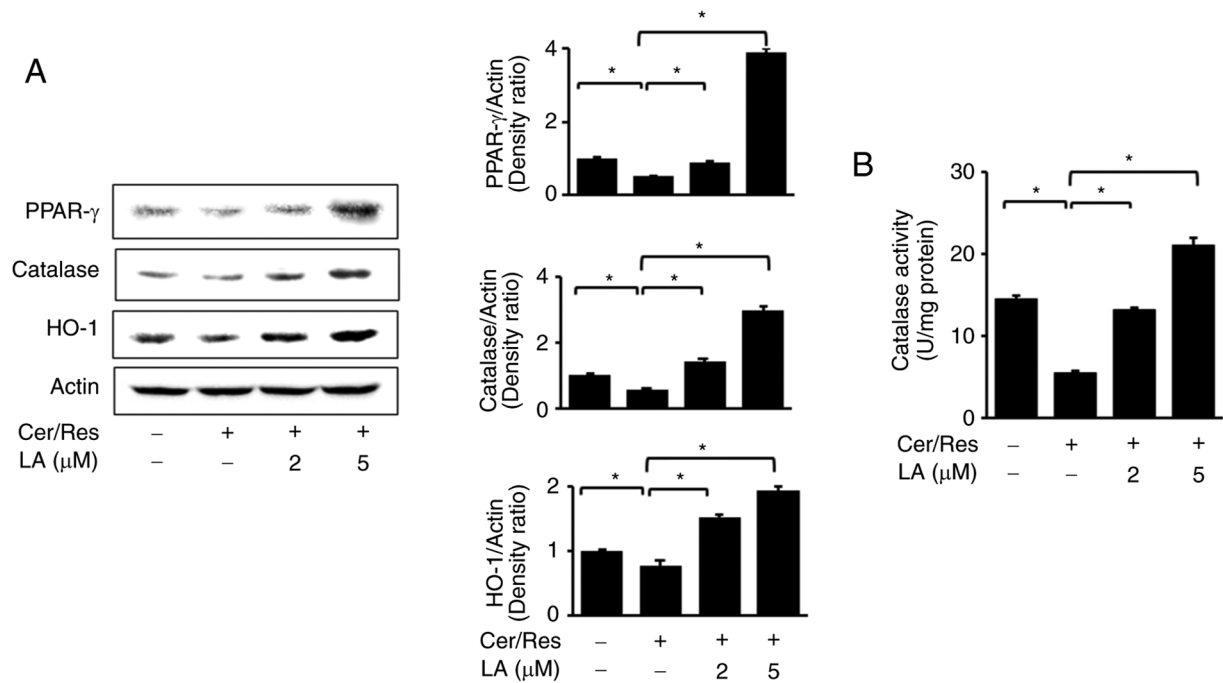 A
PPAR-γ
Catalase
HO-1
Actin
Cer/Res – + + +
LA (μM) – – 2 5
PPAR-γ/Actin
(Density ratio)
4
2
0
* * *
Catalase/Actin
(Density ratio)
4
2
0
* * *
HO-1/Actin
(Density ratio)
2
1
0
* * *
Cer/Res – + + +
LA (μM) – – 2 5
B
Catalase activity
(U/mg protein)
30
20
10
0
* * *
Cer/Res – + + +
LA (μM) – – 2 5